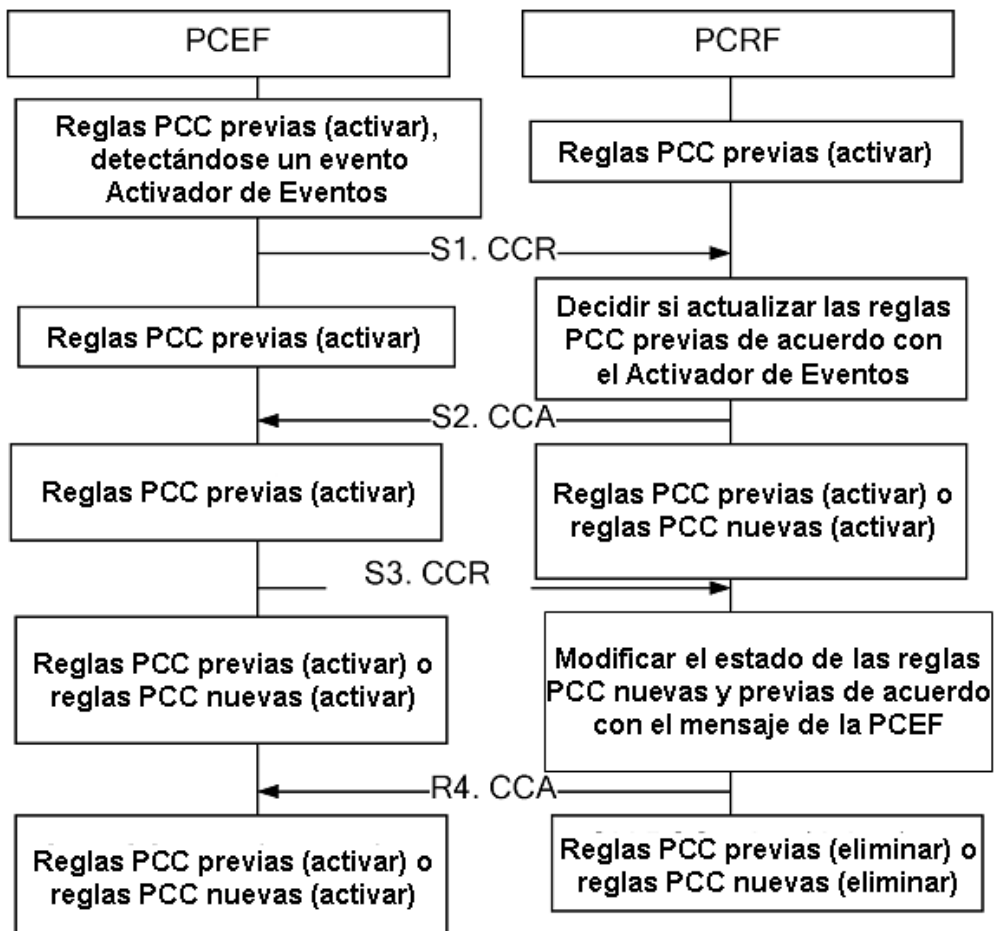 PCEF
PCRF
Reglas PCC previas (activar),
detectándose un evento
Activador de Eventos
Reglas PCC previas (activar)
S1. CCR
Reglas PCC previas (activar)
Decidir si actualizar las reglas
PCC previas de acuerdo con
el Activador de Eventos
S2. CCA
Reglas PCC previas (activar)
Reglas PCC previas (activar) o
reglas PCC nuevas (activar)
S3. CCR
Reglas PCC previas (activar) o
reglas PCC nuevas (activar)
Modificar el estado de las reglas
PCC nuevas y previas de acuerdo
con el mensaje de la PCEF
R4. CCA
Reglas PCC previas (activar) o
reglas PCC nuevas (activar)
Reglas PCC previas (eliminar) o
reglas PCC nuevas (eliminar)